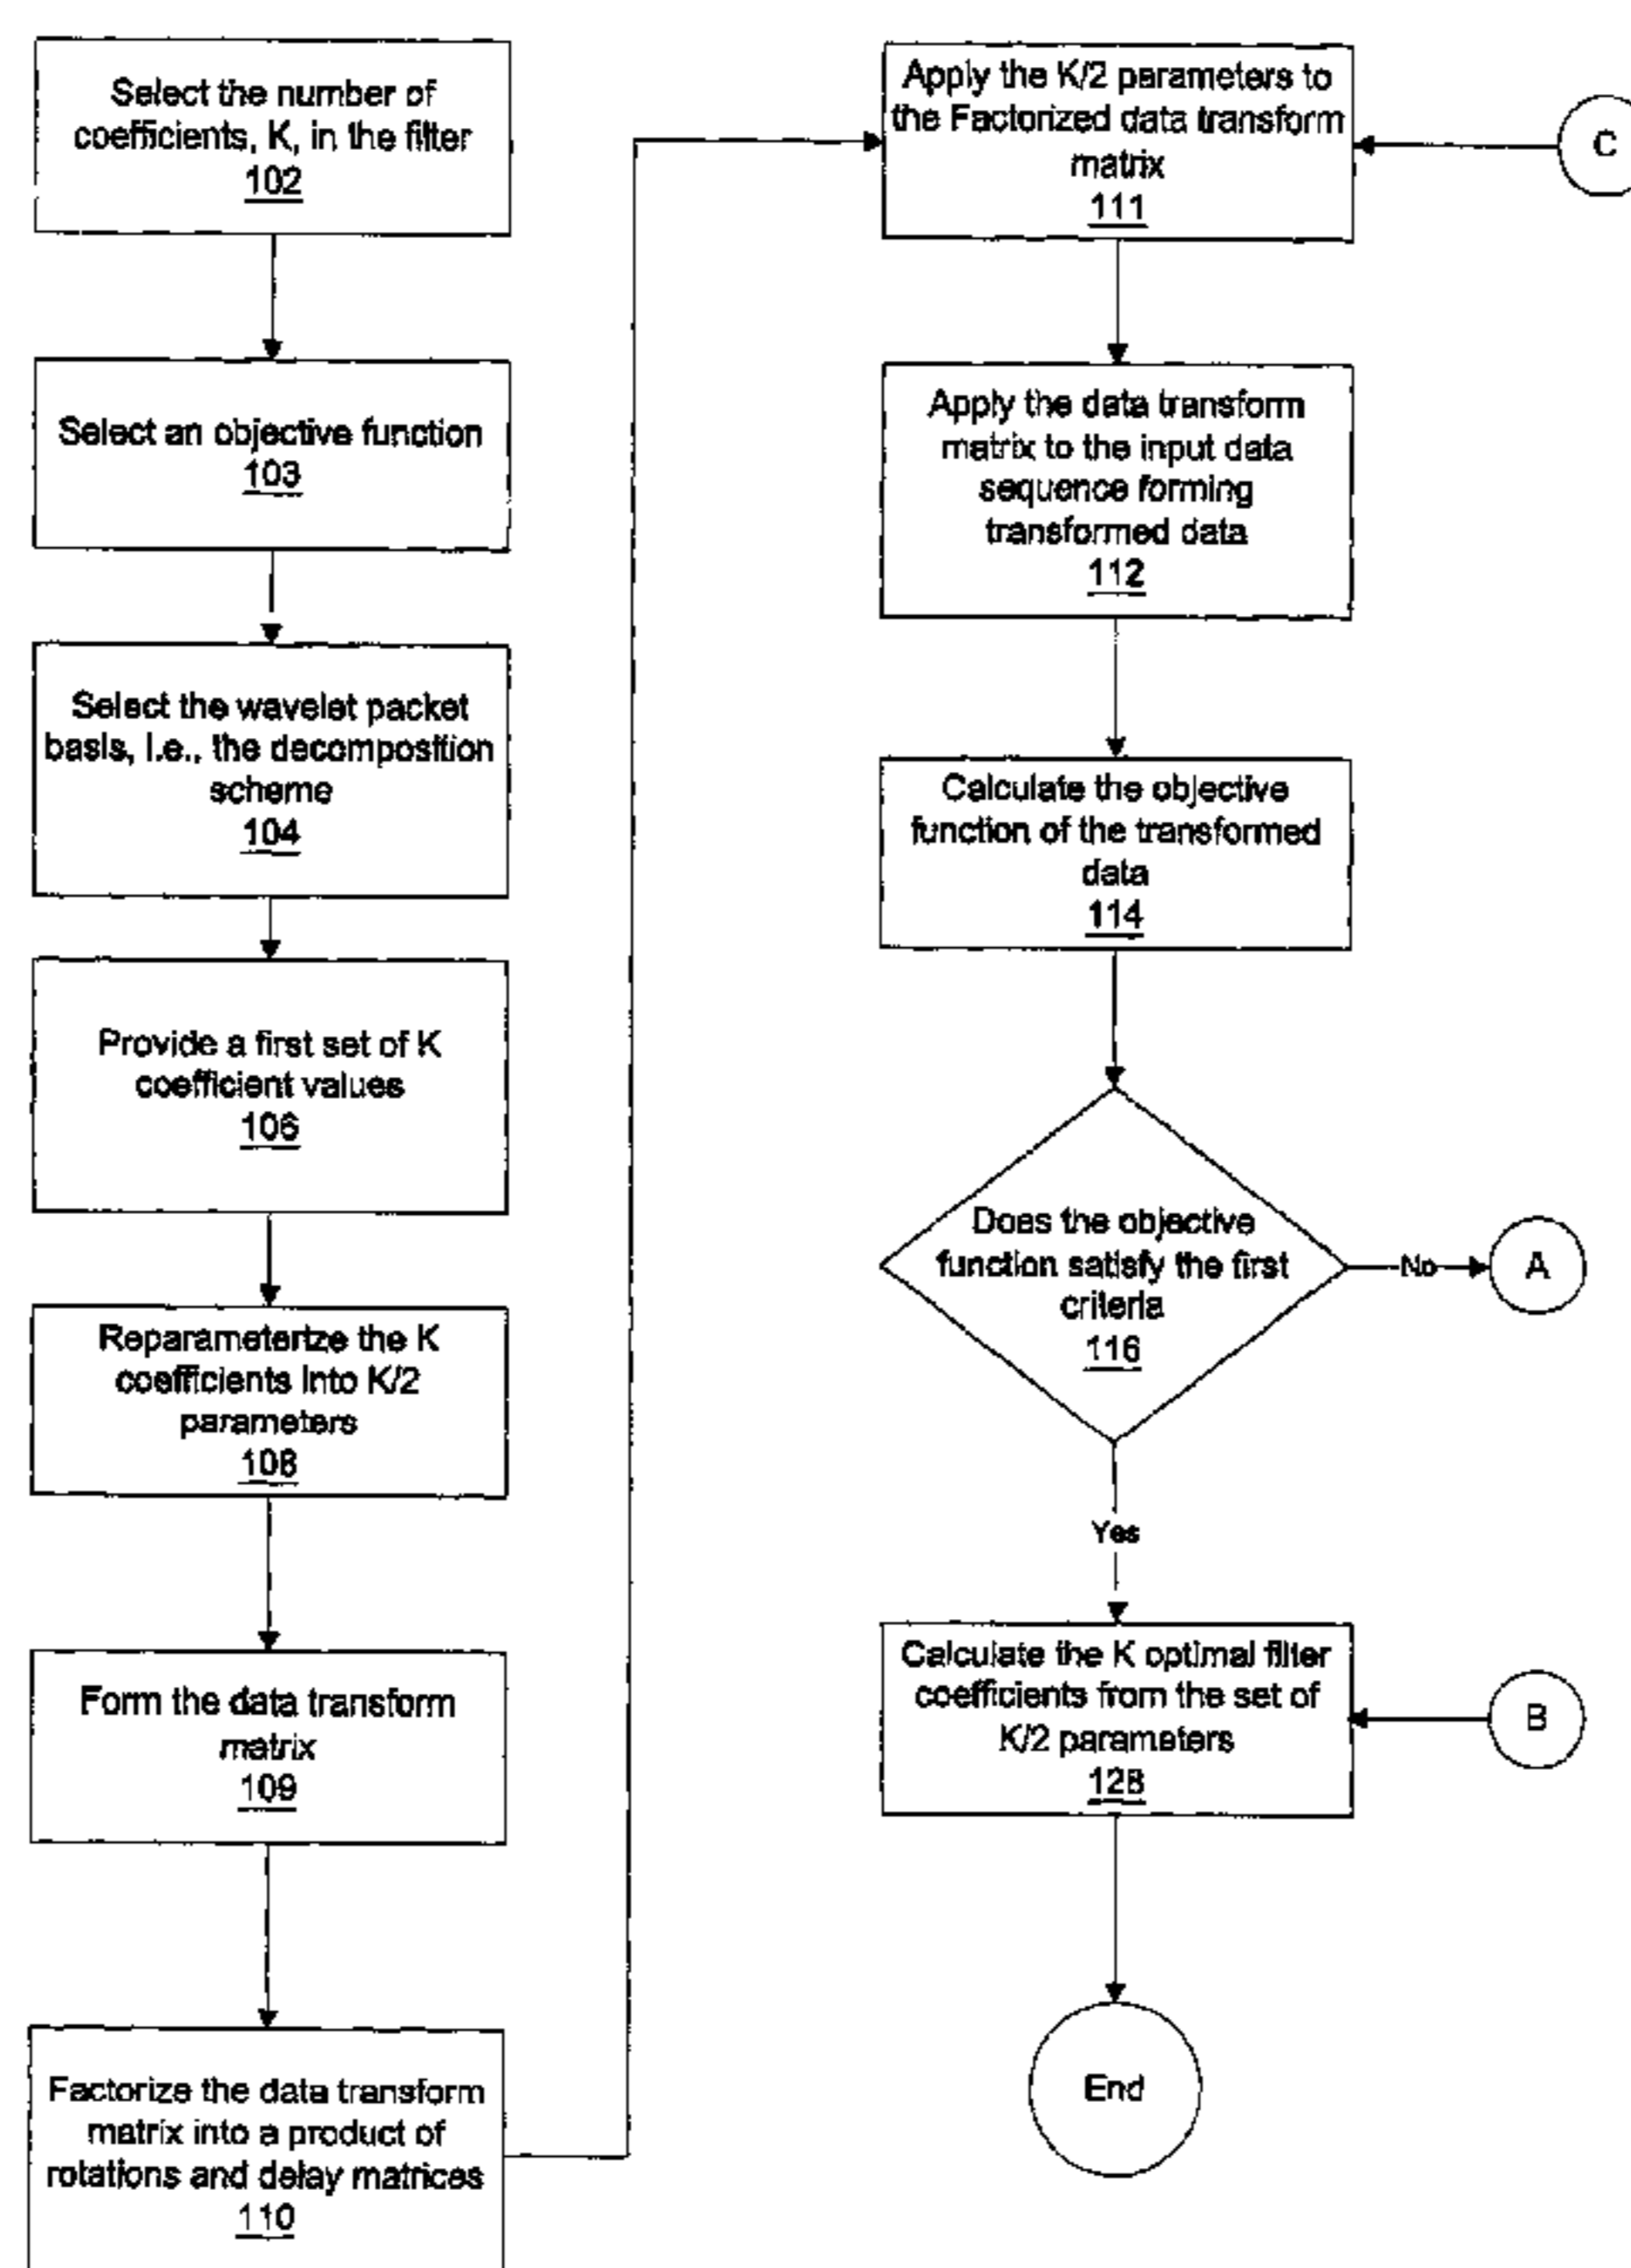 Select the number of
coefficients, K, in the filter
102
Select an objective function
103
Select the wavelet packet
basis, i.e., the decomposition
scheme
104
Provide a first set of K
coefficient values
106
Reparameterize the K
coefficients into K/2
parameters
108
Form the data transform
matrix
109
Factorize the data transform
matrix into a product of
rotations and delay matrices
110
Apply the K/2 parameters to
the Factorized data transform
matrix
111
C
Apply the data transform
matrix to the input data
sequence forming
transformed data
112
Calculate the objective
function of the transformed
data
114
Does the objective
function satisfy the first
criteria
116
No
A
Yes
Calculate the K optimal filter
coefficients from the set of
K/2 parameters
128
B
End